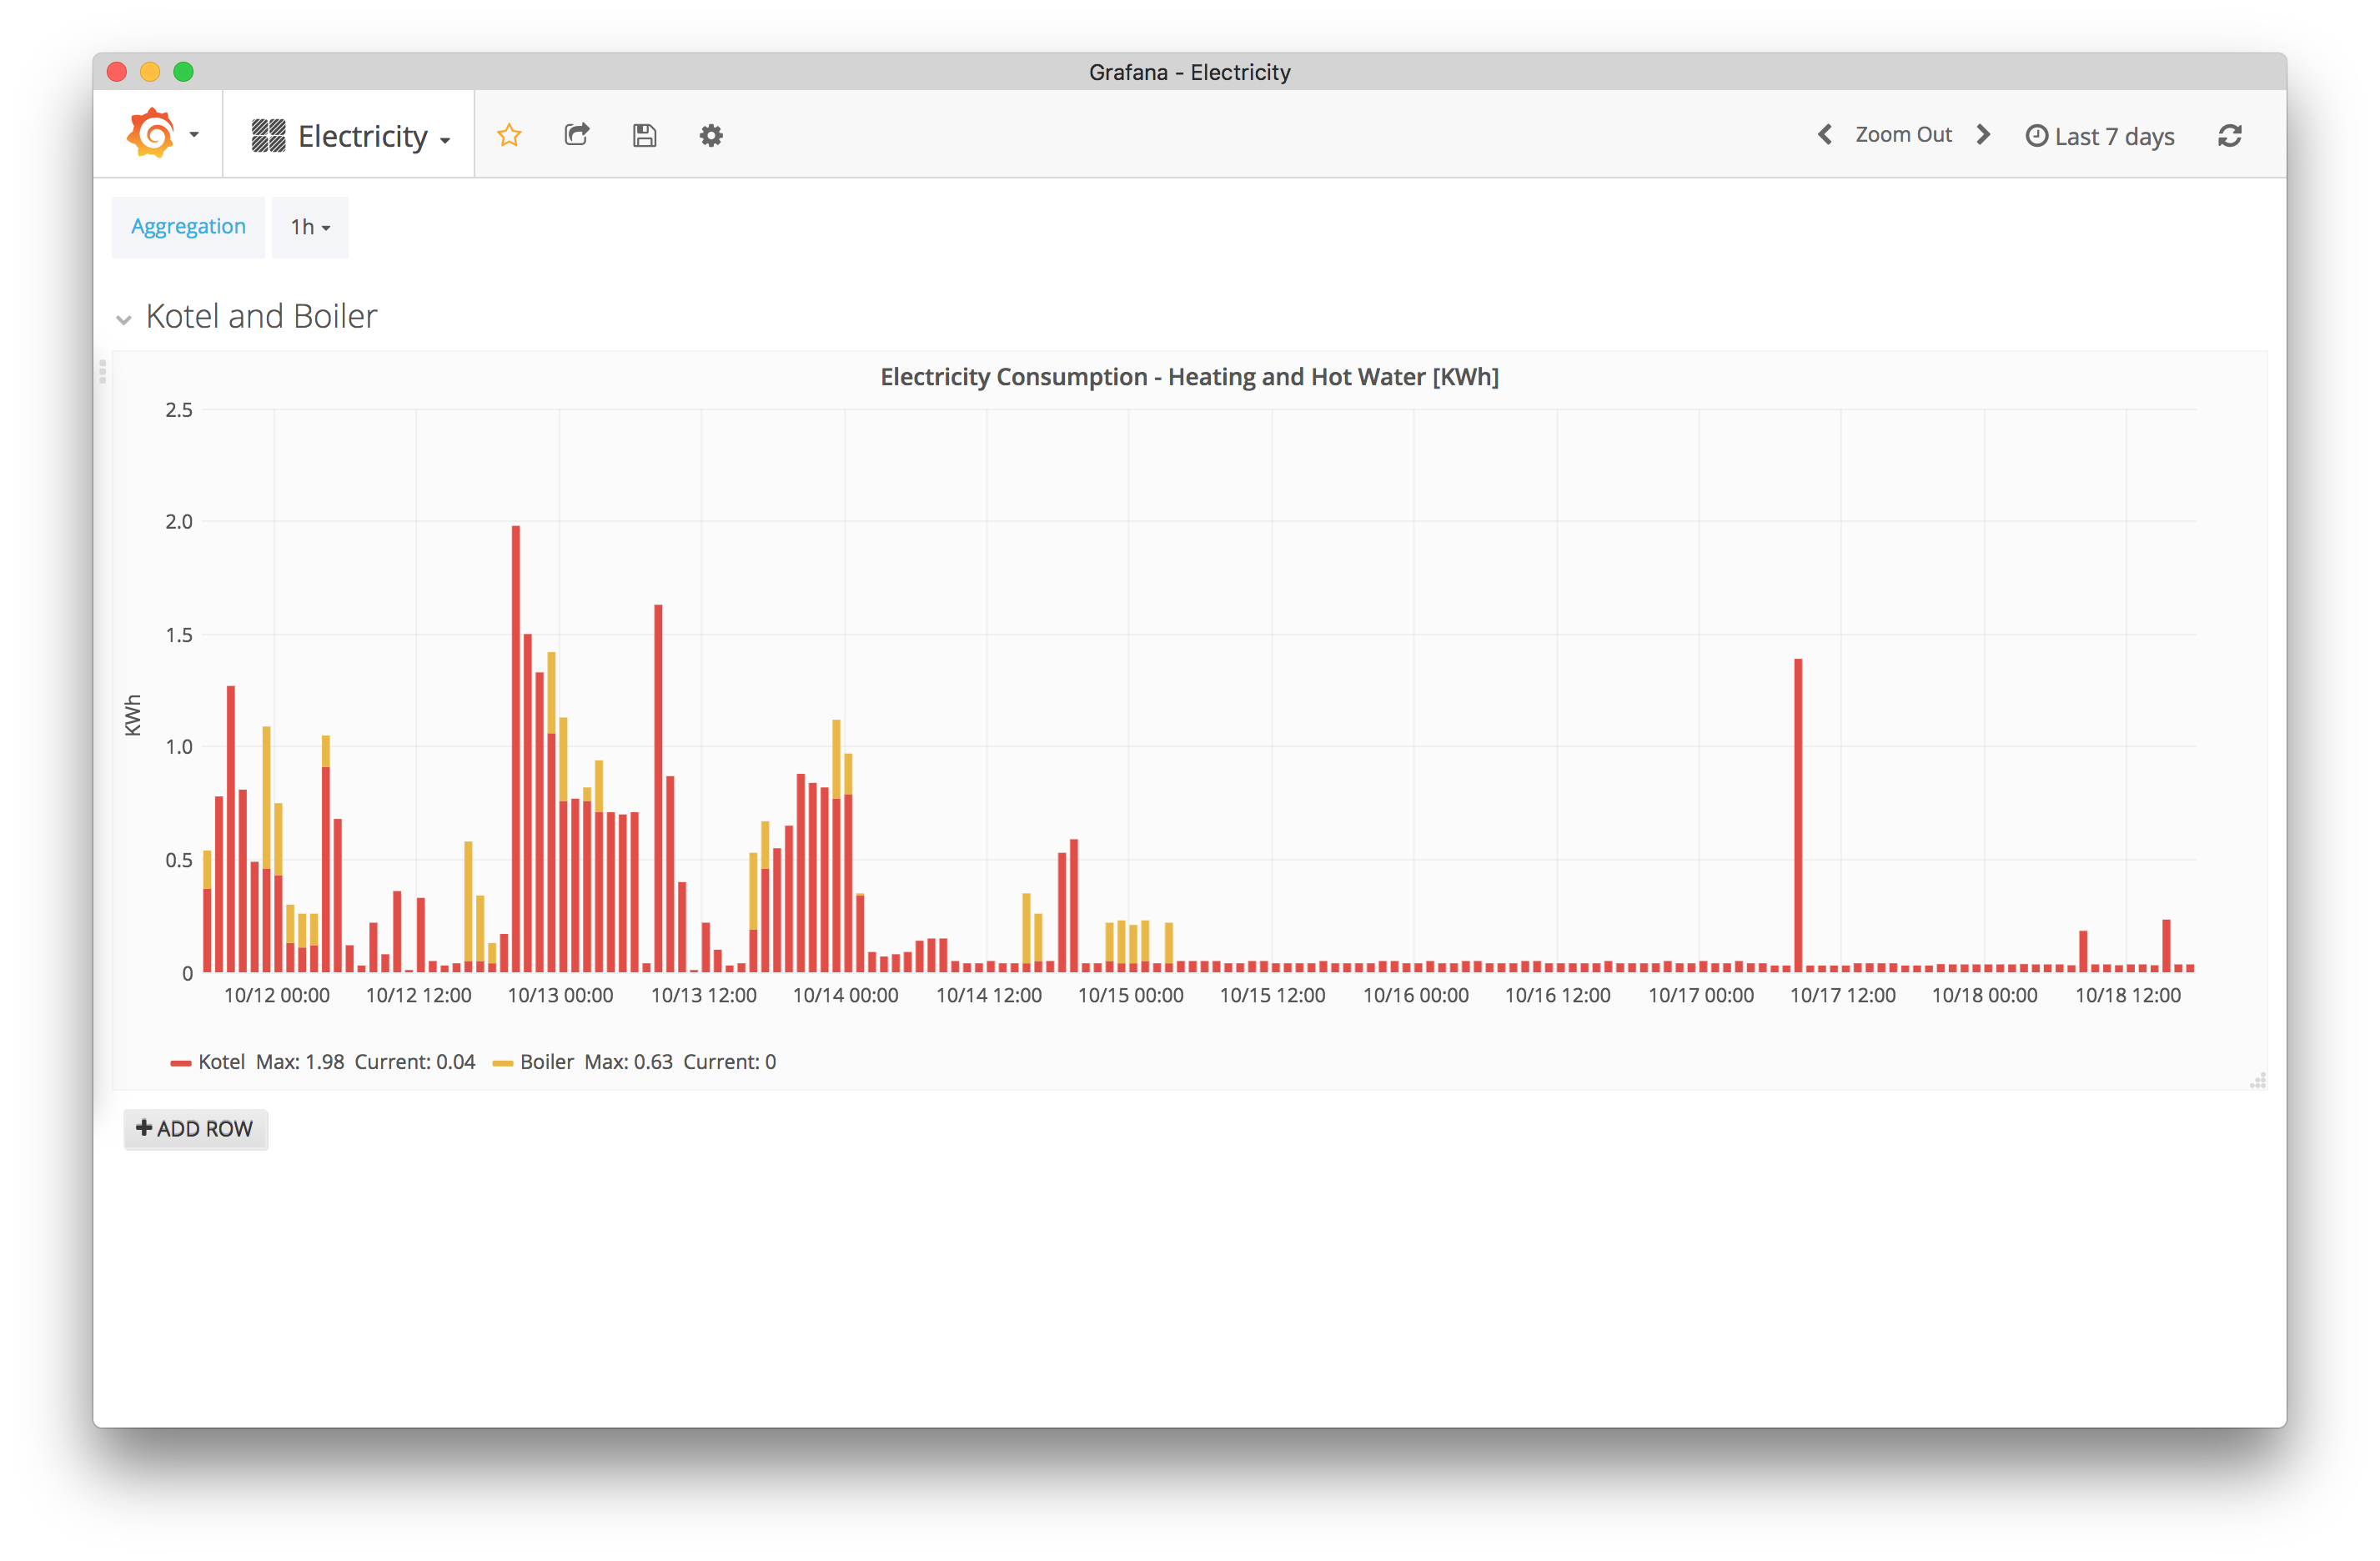 Grafana - Electricity
Electricity
Zoom Out
Last 7 days
Aggregation
1h
Kotel and Boiler
Electricity Consumption - Heating and Hot Water [KWh]
2.5
2.0
1.5
1.0
0.5
0
KWh
10/12 00:00 10/12 12:00 10/13 00:00 10/13 12:00 10/14 00:00 10/14 12:00 10/15 00:00 10/15 12:00 10/16 00:00 10/16 12:00 10/17 00:00 10/17 12:00 10/18 00:00 10/18 12:00
Kotel Max: 1.98 Current: 0.04 Boiler Max: 0.63 Current: 0
+ ADD ROW